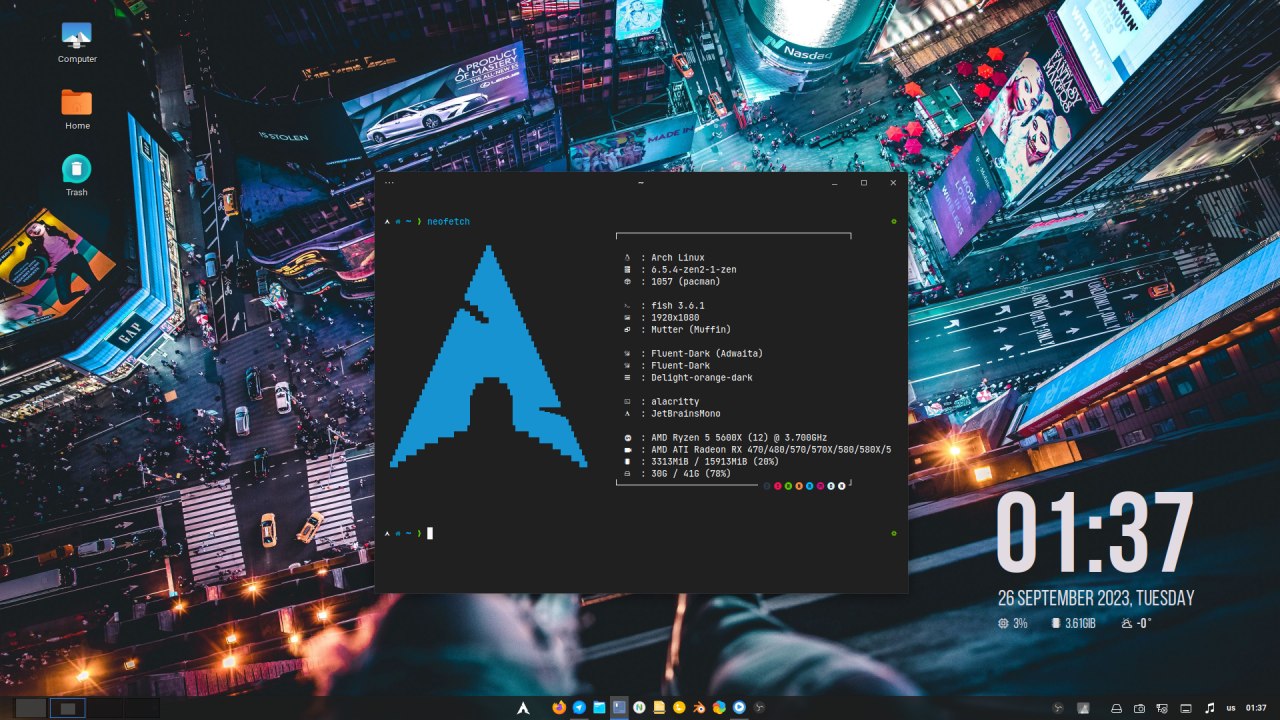 Computer
Home
Trash
A PRODUCT
OF MASTERY
LEXUS
IS STOLEN
MADE IN
Nasdaq
GAP
OLD NAVY
~
~ ❯ neofetch
: Arch Linux
: 6.5.4-zen2-1-zen
: 1057 (pacman)
: fish 3.6.1
: 1920x1080
: Mutter (Muffin)
: Fluent-Dark (Adwaita)
: Fluent-Dark
: Delight-orange-dark
: alacritty
: JetBrainsMono
: AMD Ryzen 5 5600X (12) @ 3.700GHz
: AMD ATI Radeon RX 470/480/570/570X/580/580X/5
: 3313MiB / 15913MiB (20%)
: 30G / 41G (78%)
~ ❯
01:37
26 SEPTEMBER 2023, TUESDAY
3% 3.61GIB -0°
us 01:37